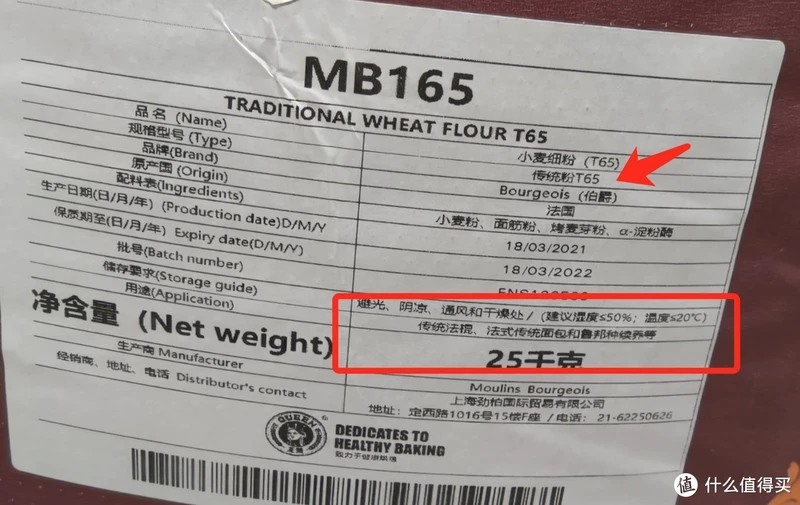 MB165
TRADITIONAL WHEAT FLOUR T65
品名 (Name) 小麦细粉 (T65)
规格型号 (Type) 传统粉T65
品牌(Brand) Bourgeois (伯爵)
原产国 (Origin) 法国
配料表(Ingredients) 小麦粉、面筋粉、烤麦芽粉、α-淀粉酶
生产日期(日/月/年) (Production date)D/M/Y 18/03/2021
保质期至(日/月/年) Expiry date(D/M/Y) 18/03/2022
批号(Batch number)
储存要求(Storage guide) 避光、阴凉、通风和干燥处 / (建议湿度≤50%; 温度≤20℃)
用途(Application) 传统法棍、法式传统面包和鲁邦种续养等
净含量 (Net weight) 25千克
生产商 Manufacturer Moulins Bourgeois
经销商、地址、电话 Distributor's contact 上海劲柏国际贸易有限公司
地址: 定西路1016号15楼F座 / 电话: 21-62250626
QUEEN
DEDICATES TO
HEALTHY BAKING
致力于健康烘焙
值 什么值得买